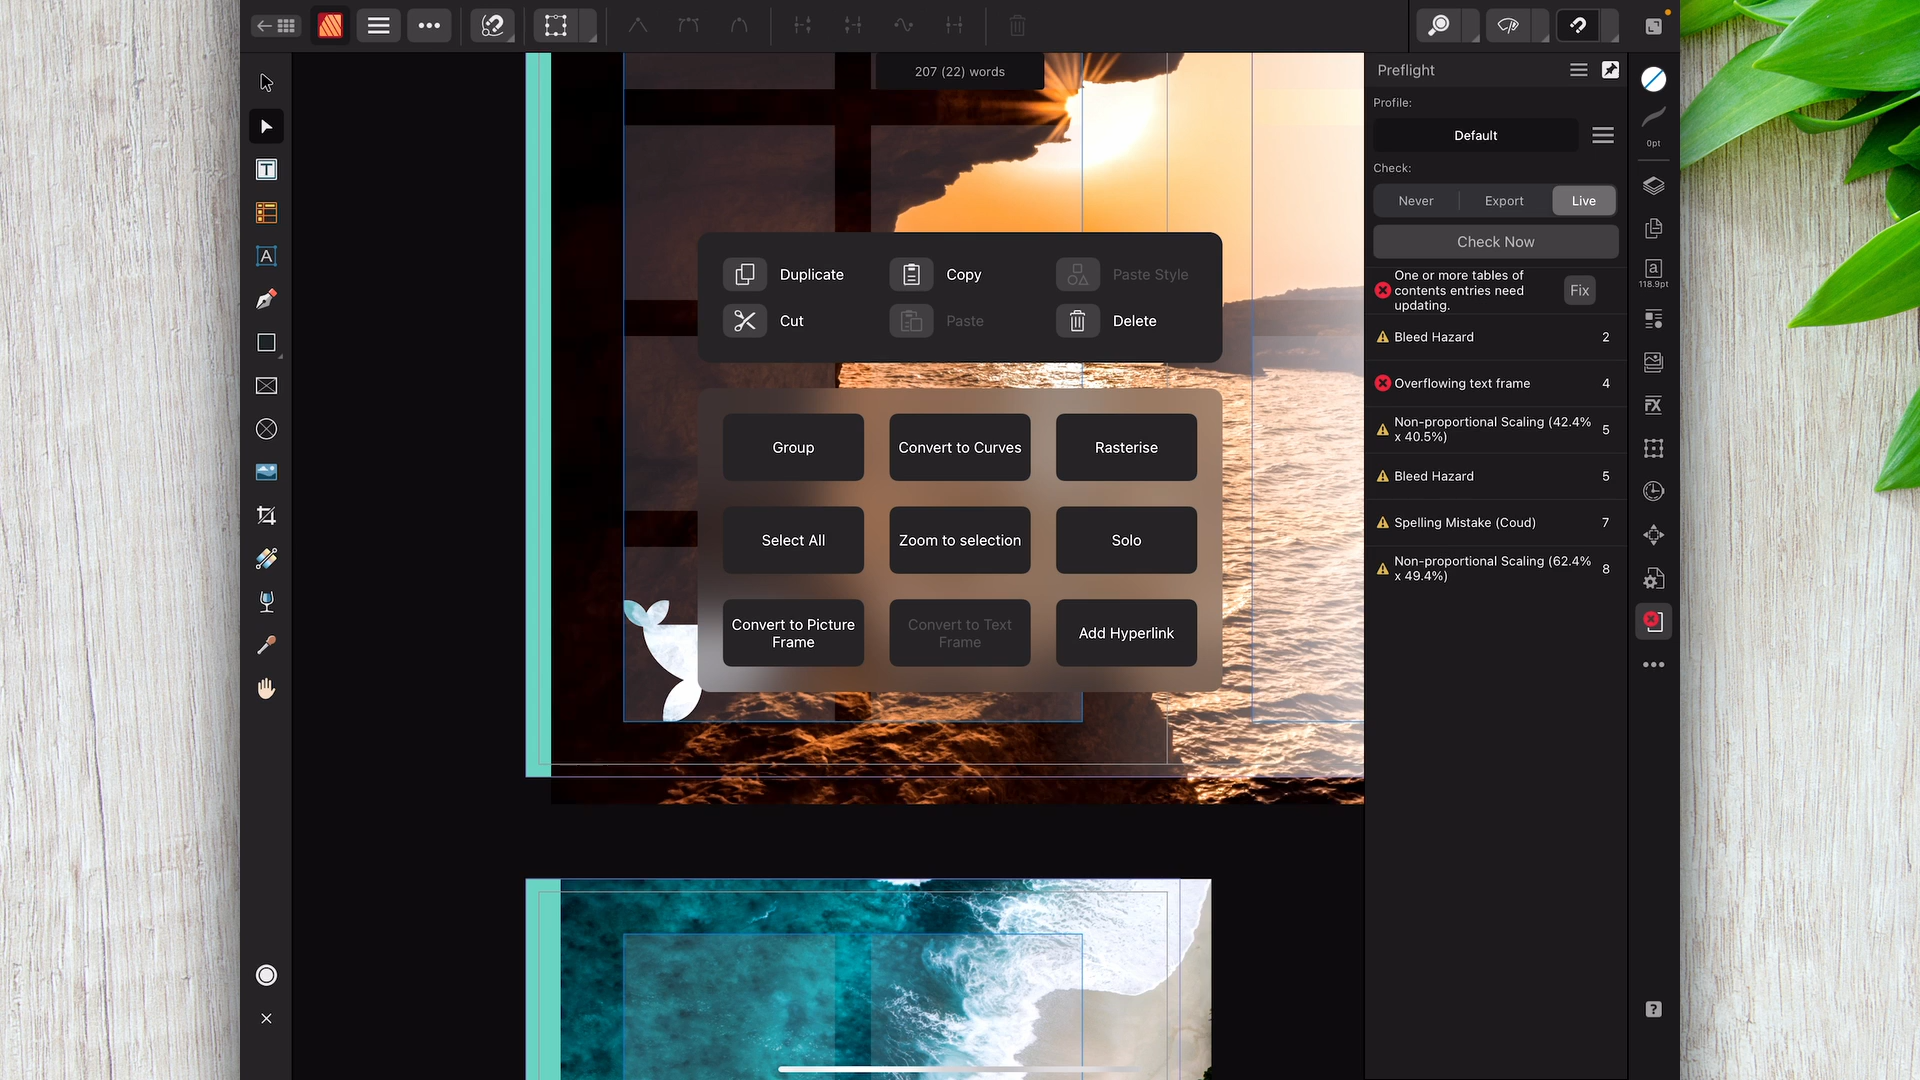 207 (22) words
Preflight
Profile:
Default
Check:
Never Export Live
Check Now
One or more tables of
contents entries need
updating.
Fix
Bleed Hazard 2
Overflowing text frame 4
Non-proportional Scaling (42.4%
x 40.5%) 5
Bleed Hazard 5
Spelling Mistake (Coud) 7
Non-proportional Scaling (62.4%
x 49.4%) 8
Duplicate Copy Paste Style
Cut Paste Delete
Group Convert to Curves Rasterise
Select All Zoom to selection Solo
Convert to Picture
Frame
Convert to Text
Frame
Add Hyperlink
T
A
0pt
a
118.9pt
FX
?